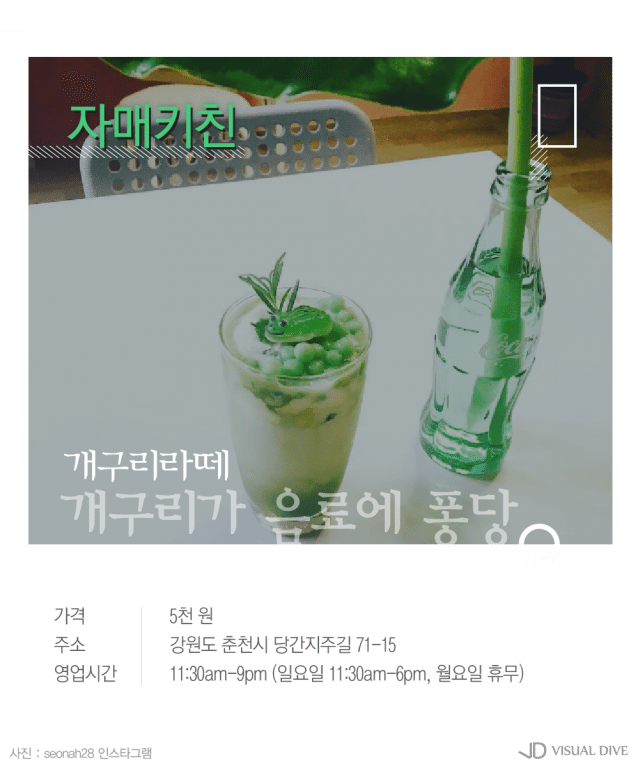 자매키친
Coca
개구리라떼
개구리가 음료에 퐁당
가격 5천 원
주소 강원도 춘천시 당간지주길 71-15
영업시간 11:30am-9pm (일요일 11:30am-6pm, 월요일 휴무)
사진 : seonah28 인스타그램
JD VISUAL DIVE